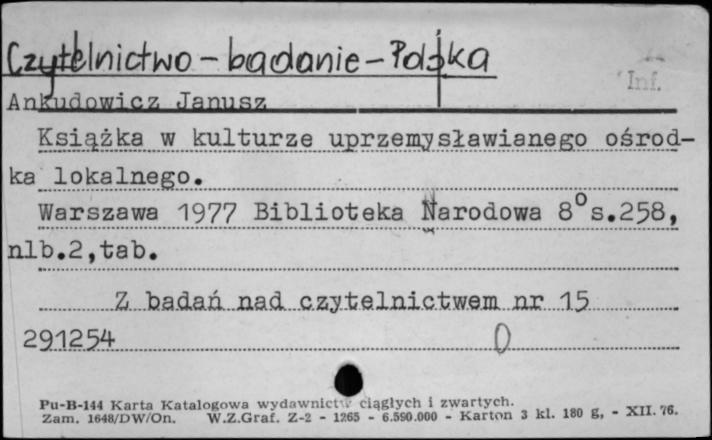 Czytelnictwo – badanie – Polska
Inf.
Ankudowicz Janusz
Książka w kulturze uprzemysławianego ośrod-
ka lokalnego.
Warszawa 1977 Biblioteka Narodowa 8° s.258,
nlb.2,tab.
Z badań nad czytelnictwem nr 15
291254 0
Pu-B-144 Karta Katalogowa wydawnictw ciągłych i zwartych.
Zam. 1648/DW/On. W.Z.Graf. Z-2 - 1265 - 6.590.000 - Karton 3 kl. 180 g, - XII. 76.